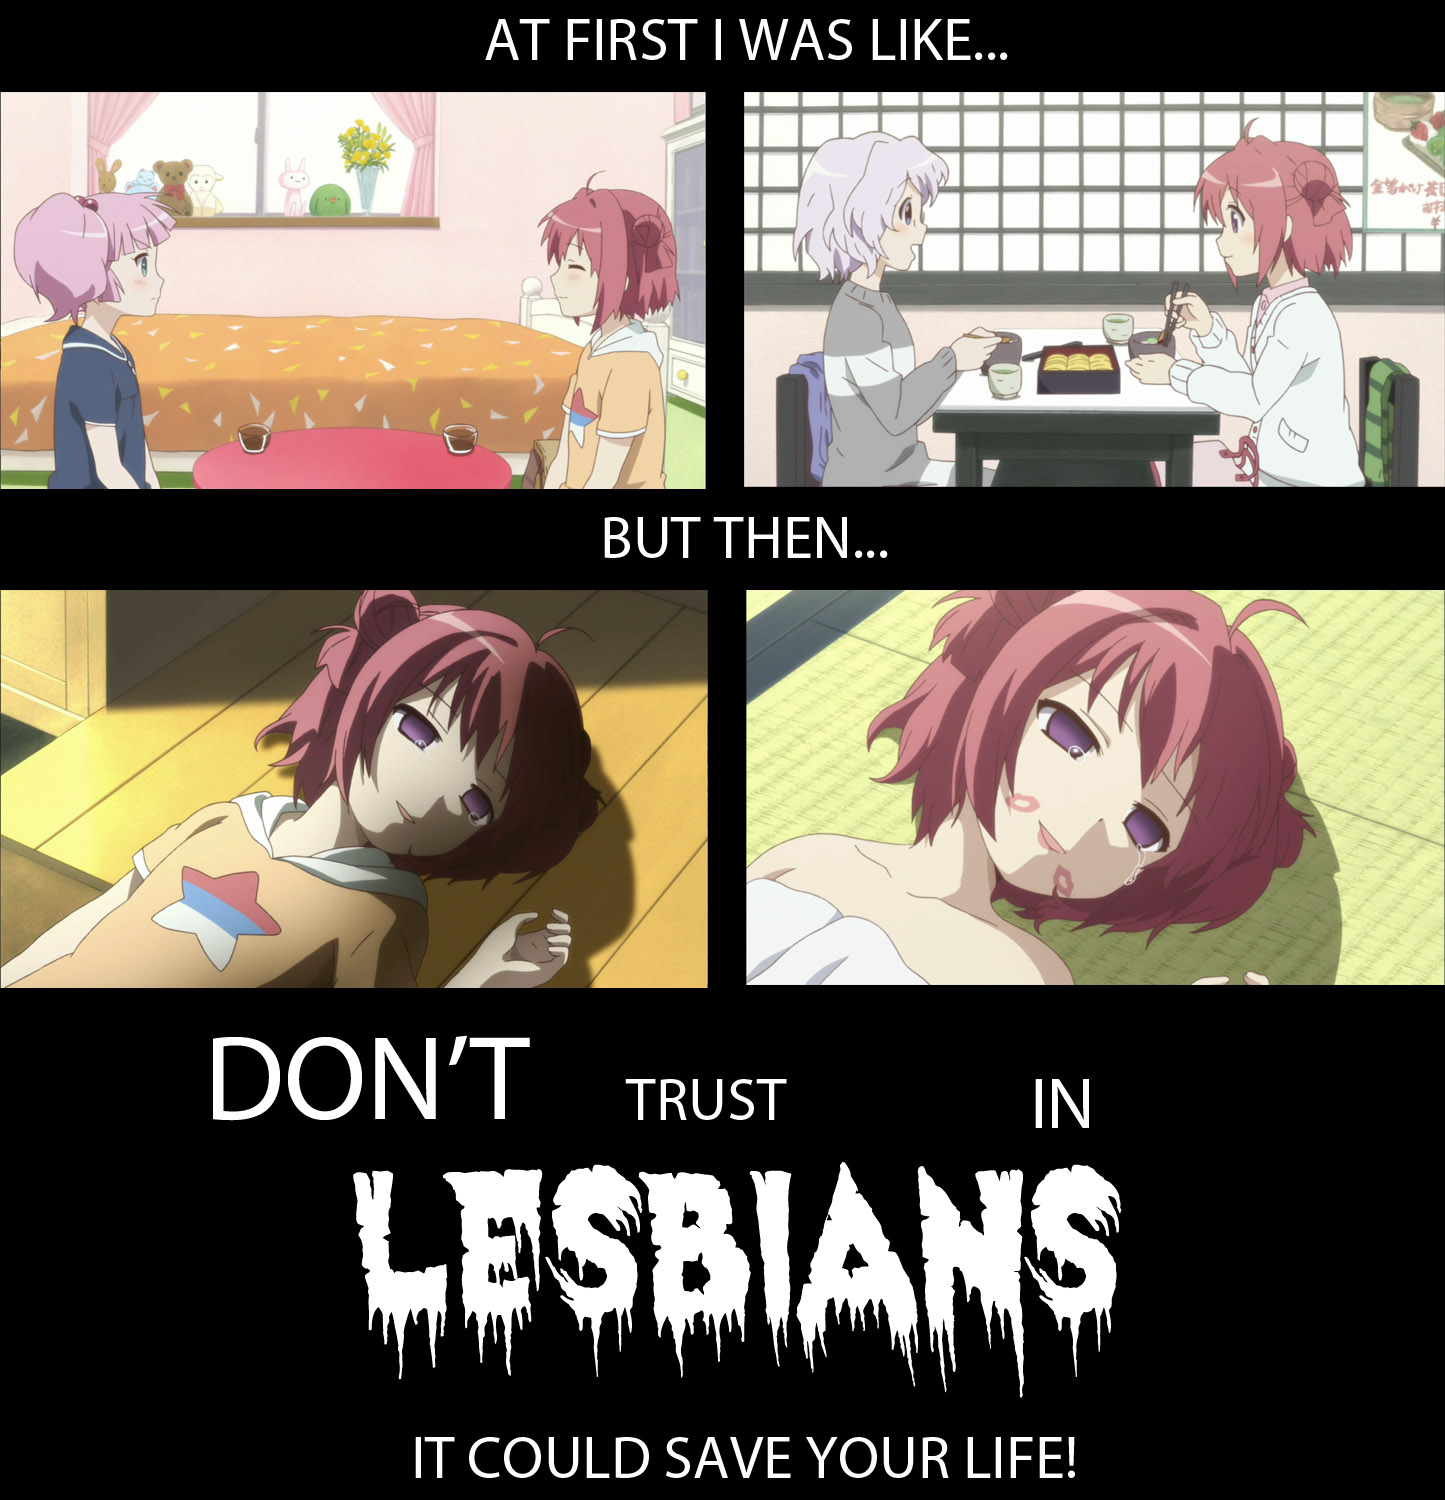 AT FIRST I WAS LIKE...
BUT THEN...
DON'T TRUST IN
LESBIANS
IT COULD SAVE YOUR LIFE!